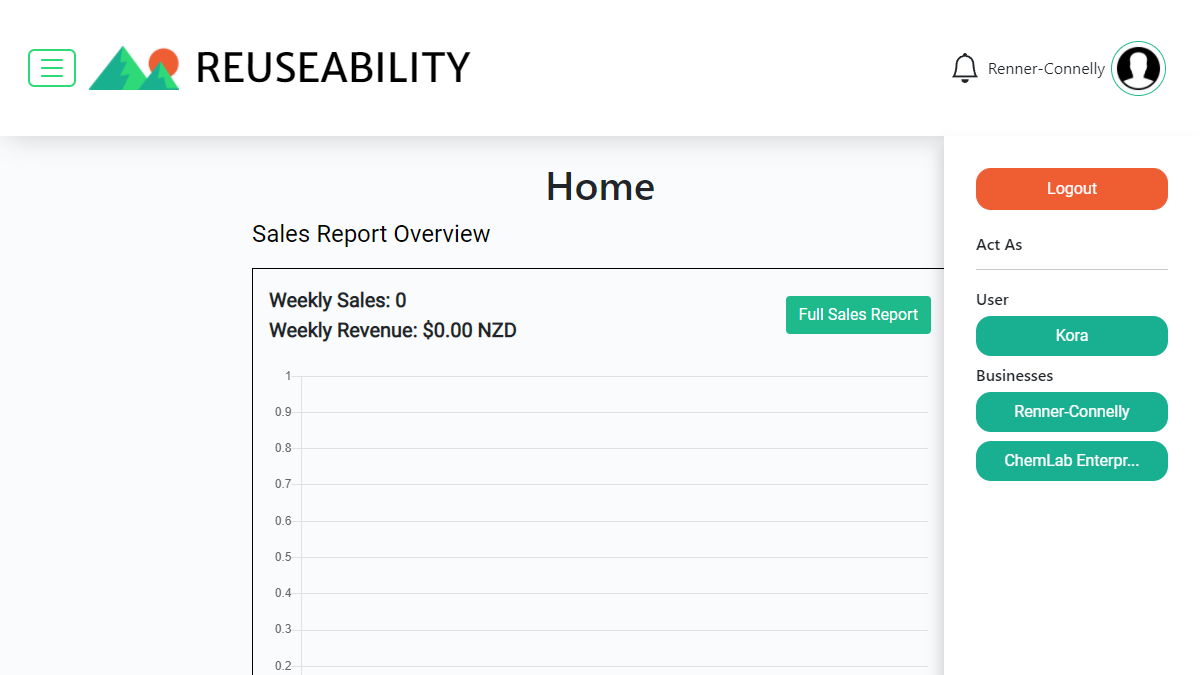 REUSEABILITY
Renner-Connelly
Home
Sales Report Overview
Weekly Sales: 0
Weekly Revenue: $0.00 NZD
Full Sales Report
1
0.9
0.8
0.7
0.6
0.5
0.4
0.3
0.2
Logout
Act As
User
Kora
Businesses
Renner-Connelly
ChemLab Enterpr...